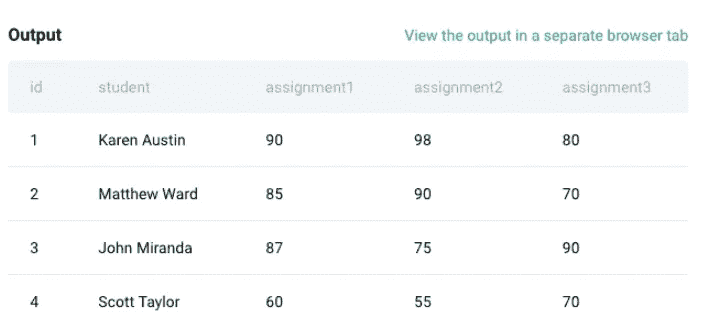 Output View the output in a separate browser tab
id student assignment1 assignment2 assignment3
1 Karen Austin 90 98 80
2 Matthew Ward 85 90 70
3 John Miranda 87 75 90
4 Scott Taylor 60 55 70